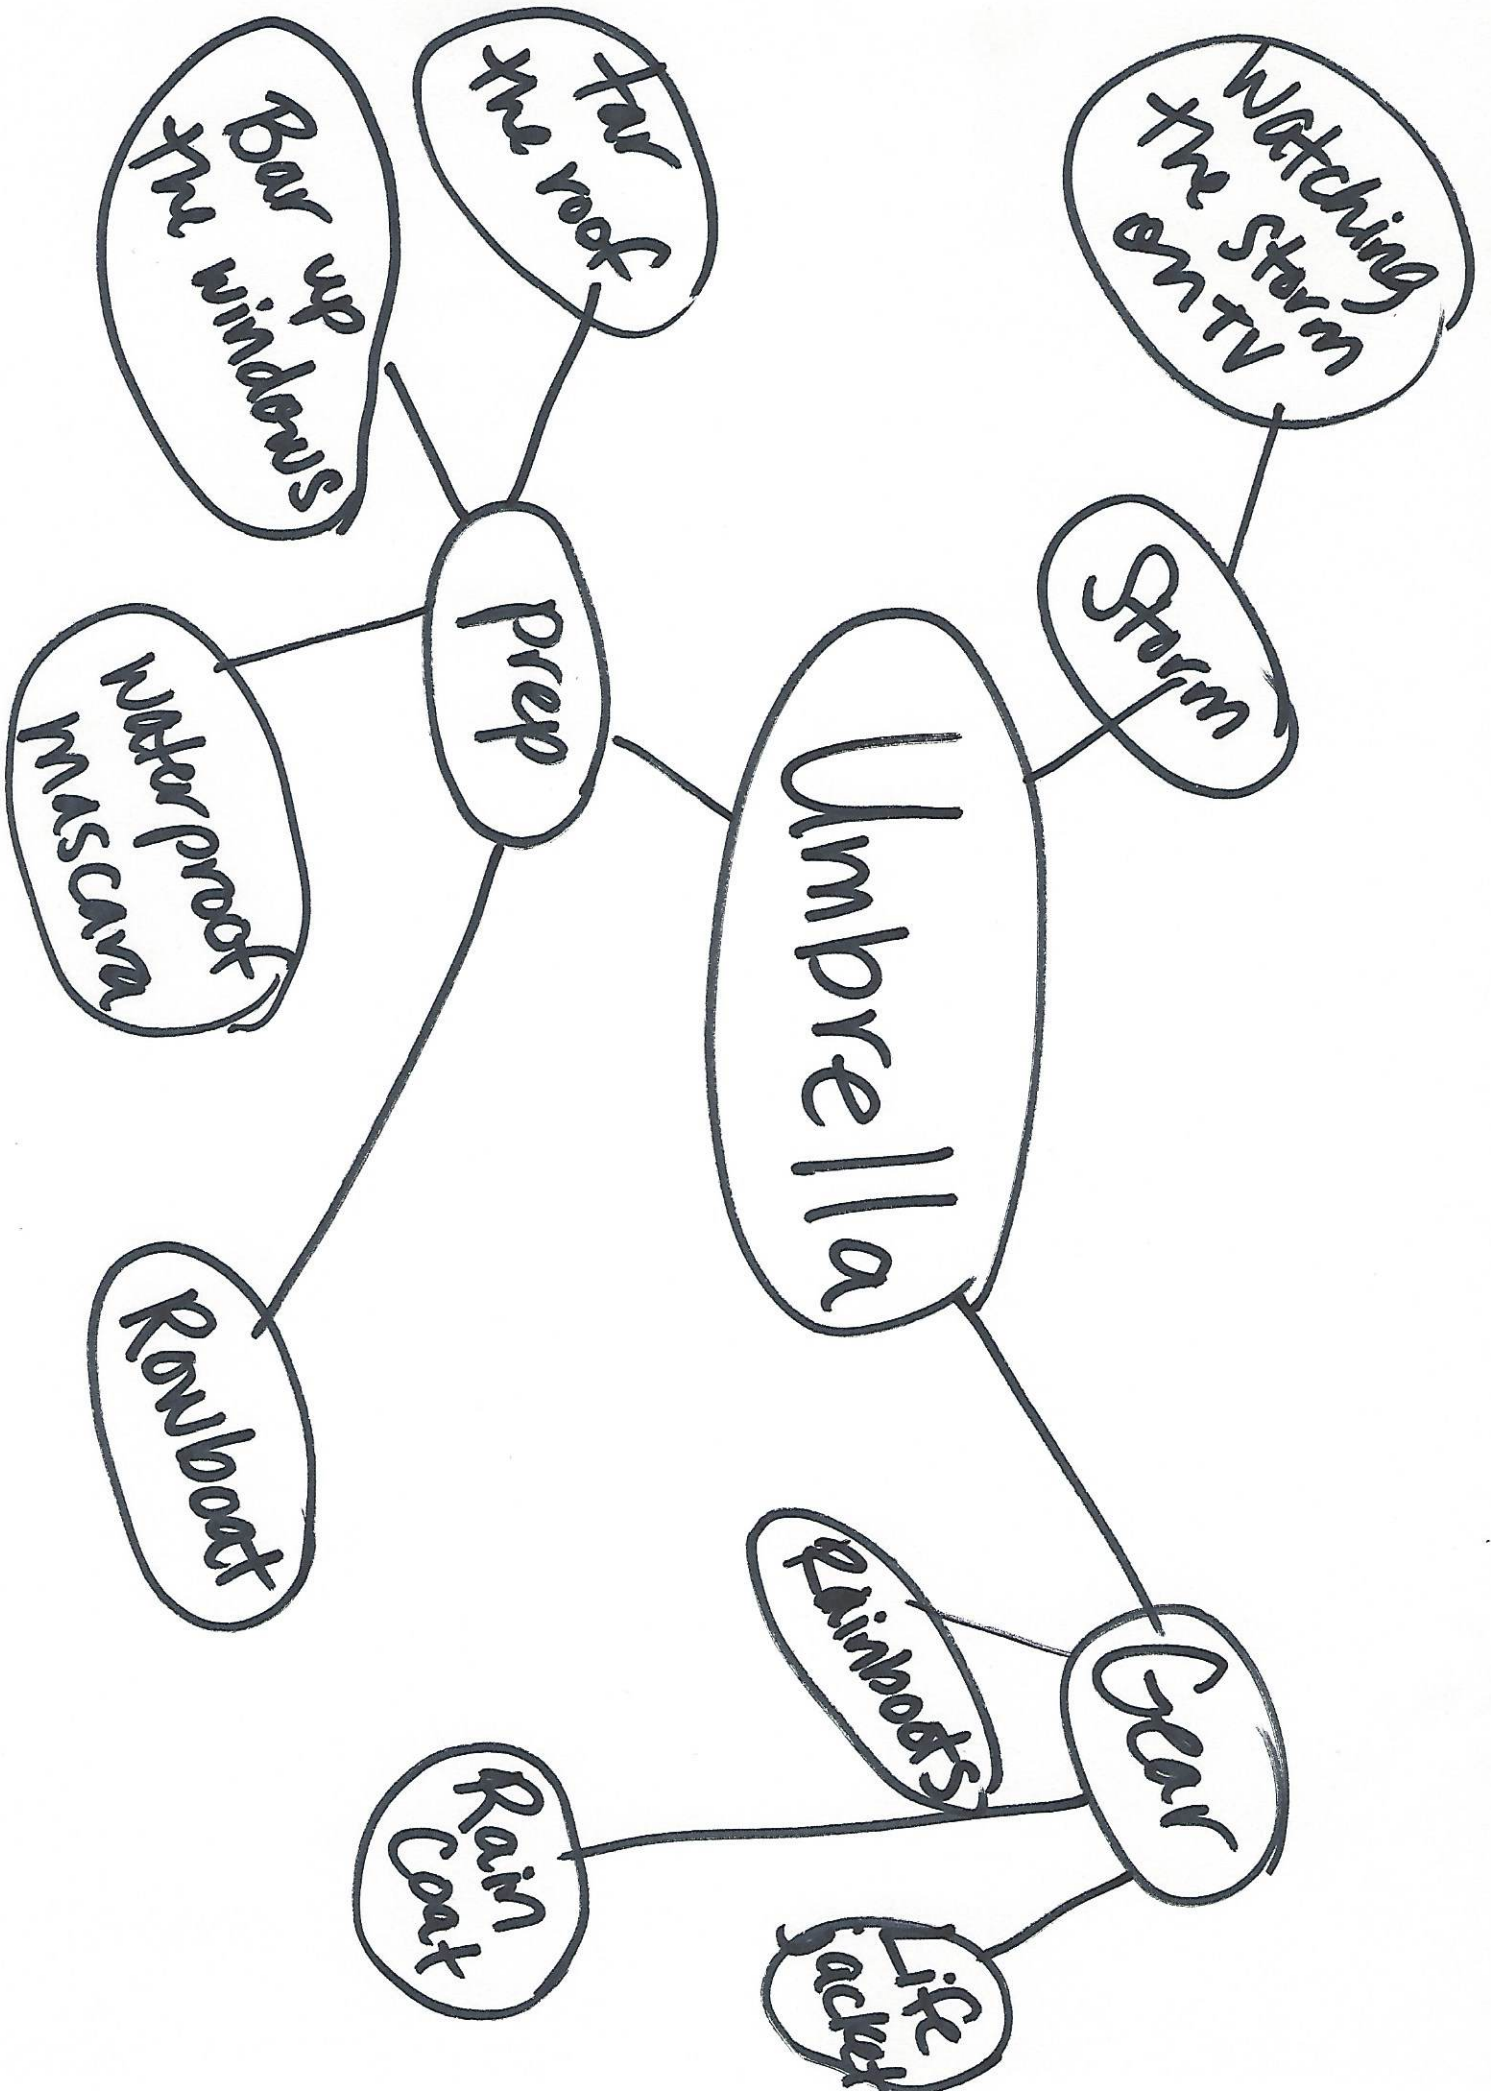 Watching
the Storm
on TV
Storm
Gear
Umbrella
Rainboots
Life
Jacket
tar
the roof
prep
Rain
Coat
Bar up
the windows
Waterproof
mascara
Rowboat